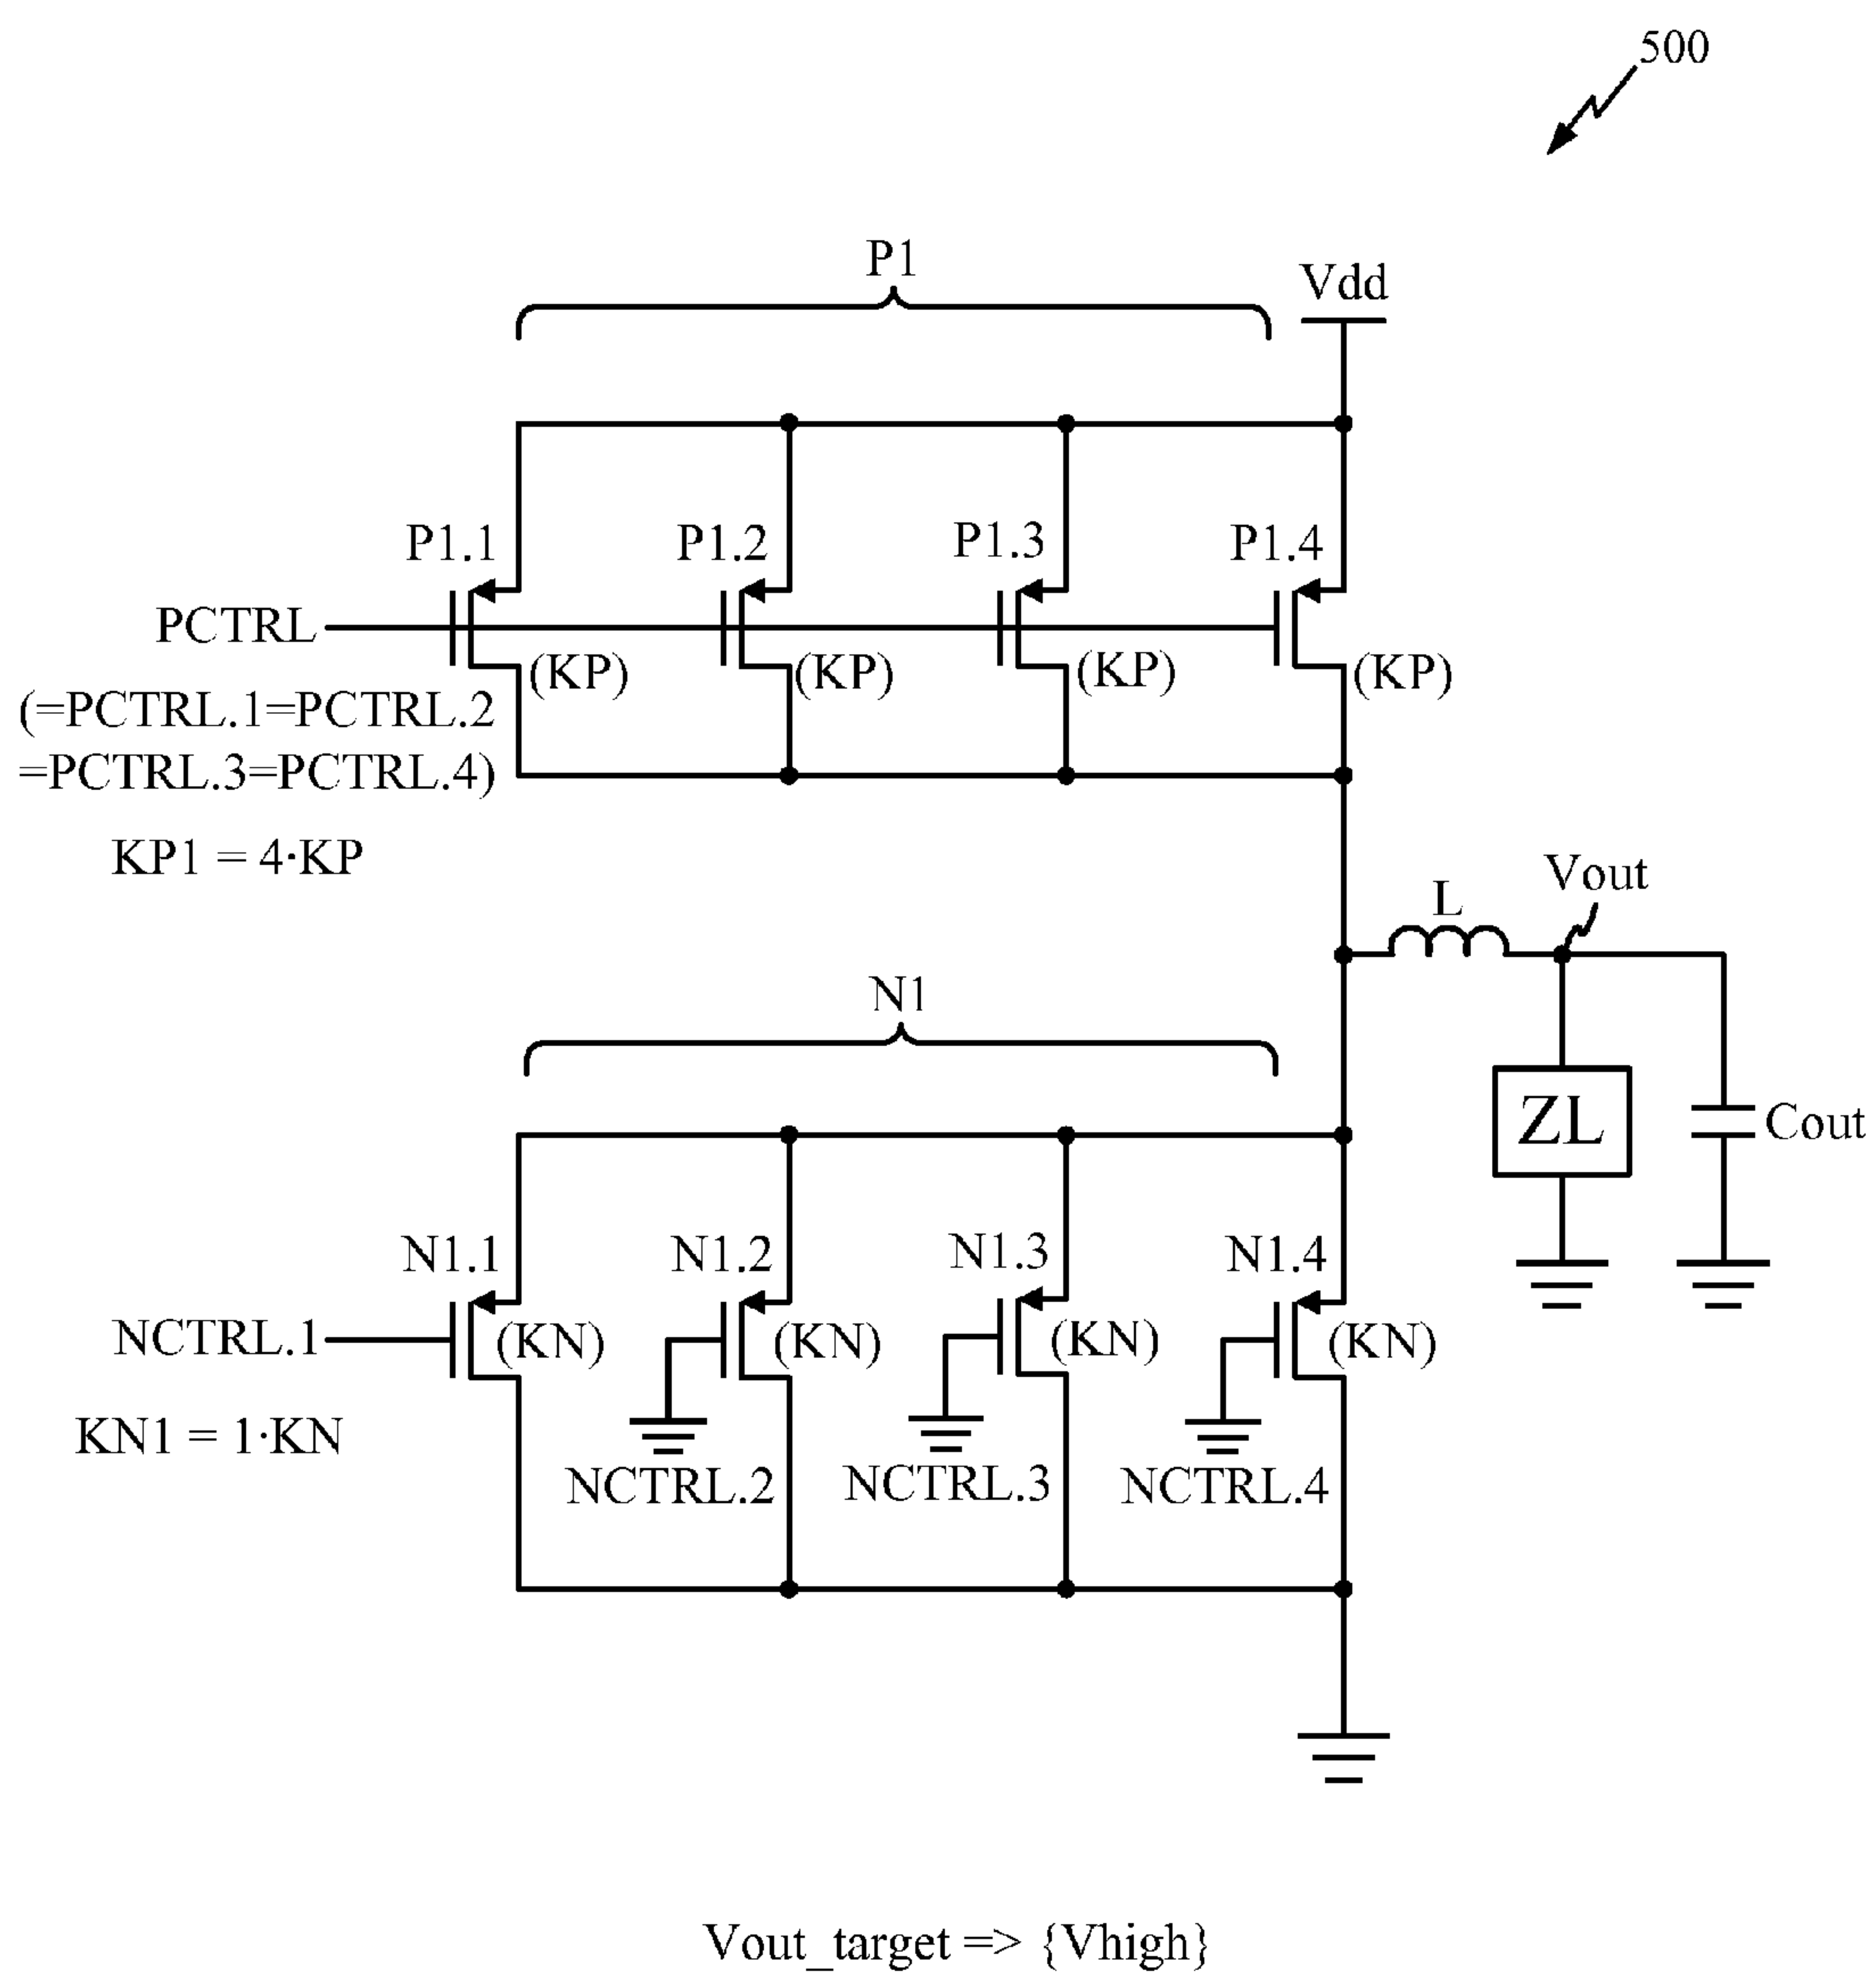 500
P1
Vdd
P1.1
P1.2
P1.3
P1.4
PCTRL
(KP)
(KP)
(KP)
(KP)
(=PCTRL.1=PCTRL.2
=PCTRL.3=PCTRL.4)
KP1 = 4·KP
Vout
L
N1
ZL
Cout
N1.1
N1.2
N1.3
N1.4
NCTRL.1
(KN)
(KN)
(KN)
(KN)
KN1 = 1·KN
NCTRL.2
NCTRL.3
NCTRL.4
Vout_target => {Vhigh}